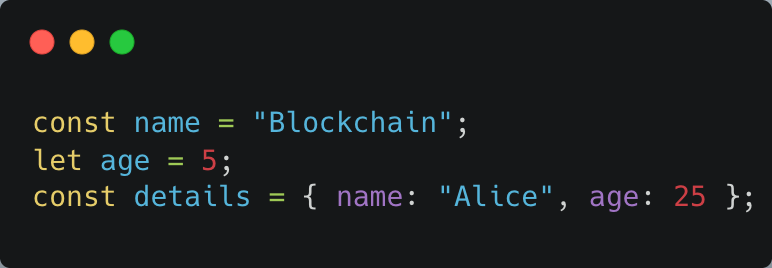 const name = "Blockchain";
let age = 5;
const details = { name: "Alice", age: 25 };